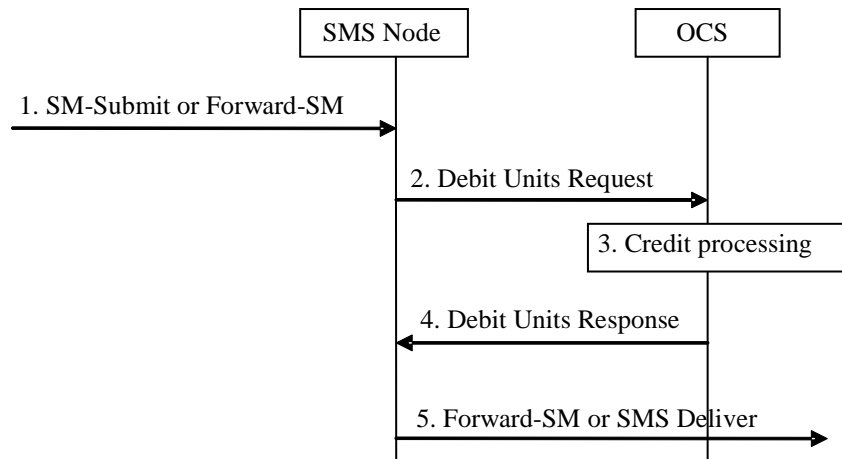 SMS Node
OCS
1. SM-Submit or Forward-SM
2. Debit Units Request
3. Credit processing
4. Debit Units Response
5. Forward-SM or SMS Deliver